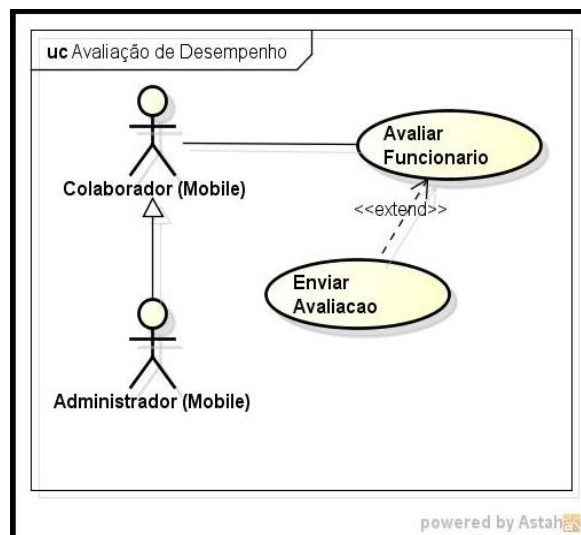 uc Avaliação de Desempenho
Colaborador (Mobile)
Avaliar
Funcionario
<<extend>>
Enviar
Avaliacao
Administrador (Mobile)
powered by Astah